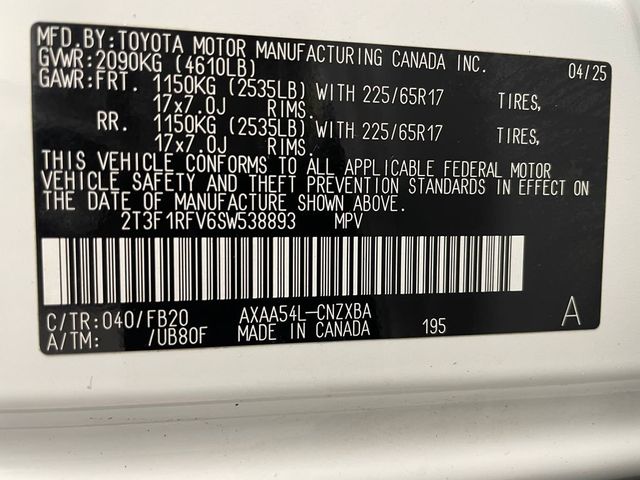 MFD.BY:TOYOTA MOTOR MANUFACTURING CANADA INC.
GVWR:2090KG (4610LB) 04/25
GAWR:FRT. 1150KG (2535LB) WITH 225/65R17 TIRES,
17x7.0J RIMS.
RR. 1150KG (2535LB) WITH 225/65R17 TIRES,
17x7.0J RIMS.
THIS VEHICLE CONFORMS TO ALL APPLICABLE FEDERAL MOTOR
VEHICLE SAFETY AND THEFT PREVENTION STANDARDS IN EFFECT ON
THE DATE OF MANUFACTURE SHOWN ABOVE.
2T3F1RFV6SW538893 MPV
C/TR:040/FB20 AXAA54L-CNZXBA A
A/TM: /UB80F MADE IN CANADA 195